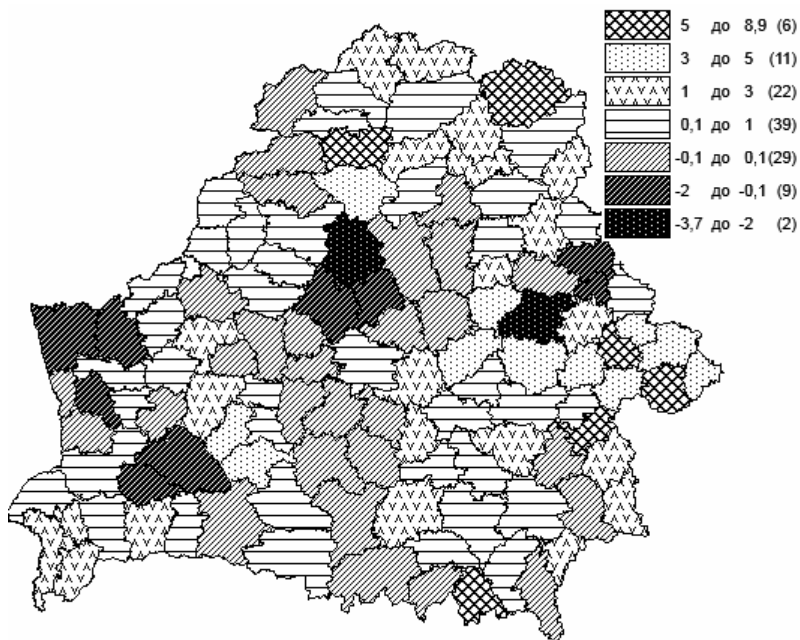 5 до 8,9 (6)
3 до 5 (11)
1 до 3 (22)
0,1 до 1 (39)
-0,1 до 0,1 (29)
-2 до -0,1 (9)
-3,7 до -2 (2)